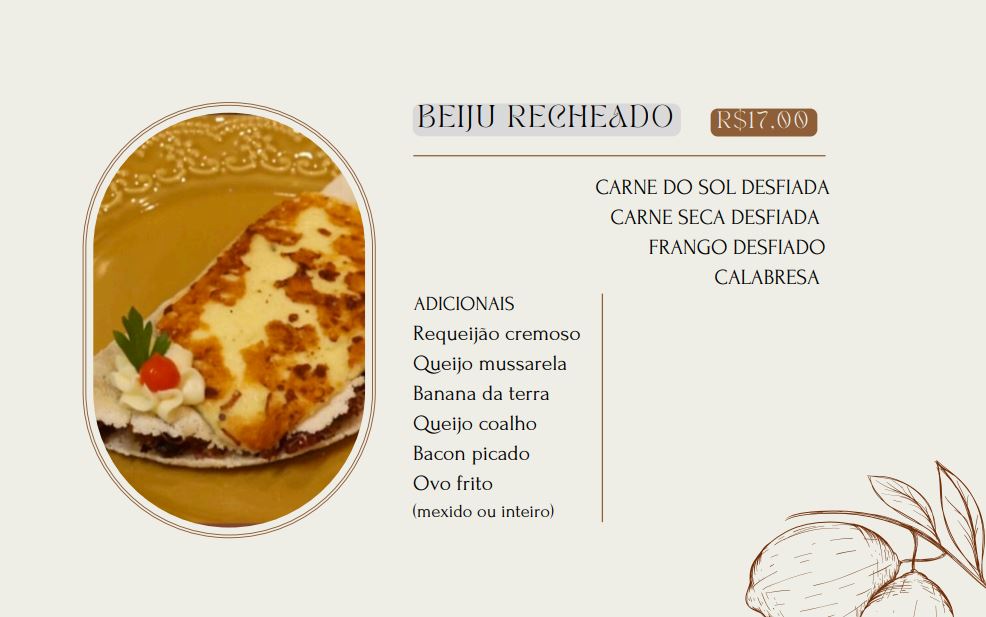 BEIJU RECHEADO R$17,00
CARNE DO SOL DESFIADA
CARNE SECA DESFIADA
FRANGO DESFIADO
CALABRESA
ADICIONAIS
Requeijão cremoso
Queijo mussarela
Banana da terra
Queijo coalho
Bacon picado
Ovo frito
(mexido ou inteiro)